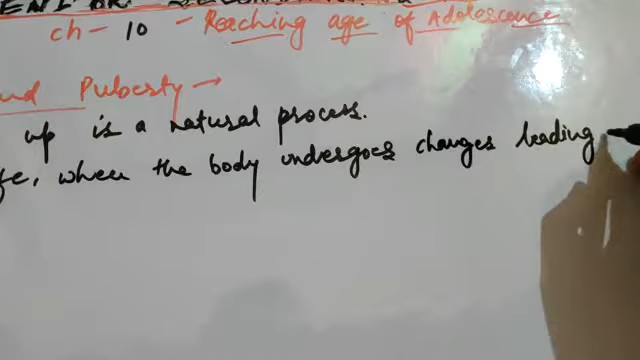 ch - 10 - Reaching age of Adolescence
Puberty →
up is a natural process.
, when the body undergoes changes leading